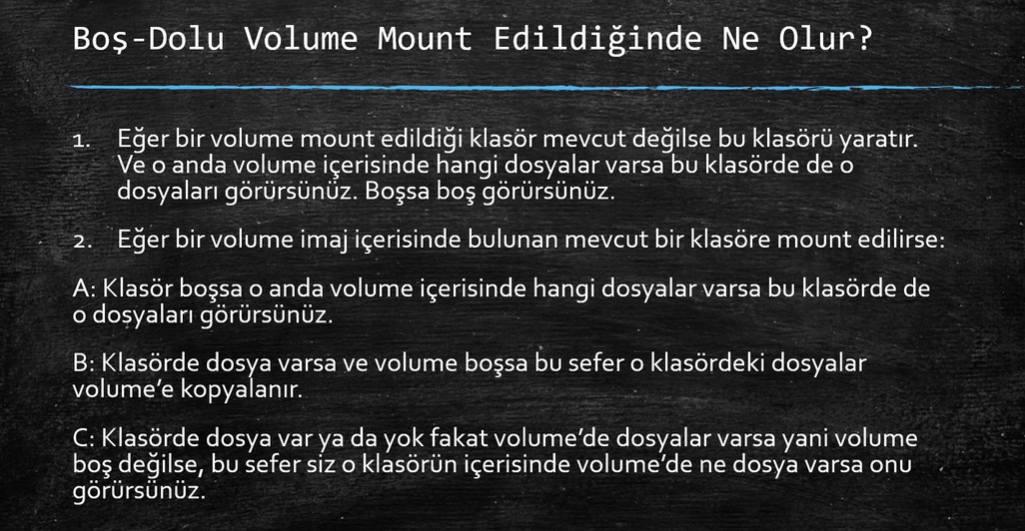 Boş-Dolu Volume Mount Edildiğinde Ne Olur?
1. Eğer bir volume mount edildiği klasör mevcut değilse bu klasörü yaratır.
Ve o anda volume içerisinde hangi dosyalar varsa bu klasörde de o
dosyaları görürsünüz. Boşsa boş görürsünüz.
2. Eğer bir volume imaj içerisinde bulunan mevcut bir klasöre mount edilirse:
A: Klasör boşsa o anda volume içerisinde hangi dosyalar varsa bu klasörde de
o dosyaları görürsünüz.
B: Klasörde dosya varsa ve volume boşsa bu sefer o klasördeki dosyalar
volume’e kopyalanır.
C: Klasörde dosya var ya da yok fakat volume’de dosyalar varsa yani volume
boş değilse, bu sefer siz o klasörün içerisinde volume’de ne dosya varsa onu
görürsünüz.